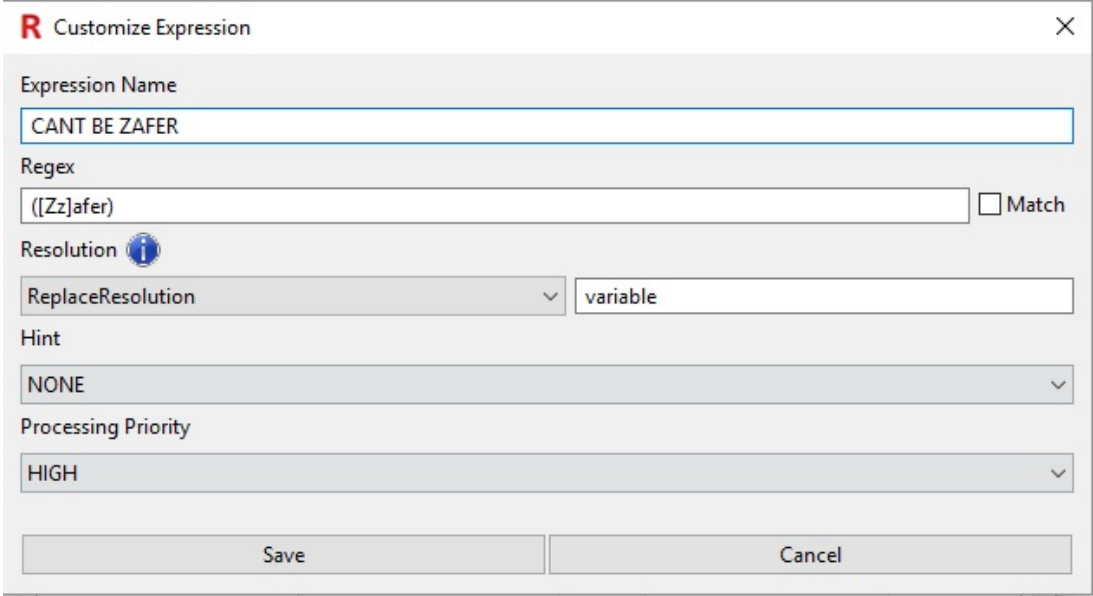 R Customize Expression
Expression Name
CANT BE ZAFER
Regex
([Zz]afer)
Match
Resolution i
ReplaceResolution
variable
Hint
NONE
Processing Priority
HIGH
Save
Cancel